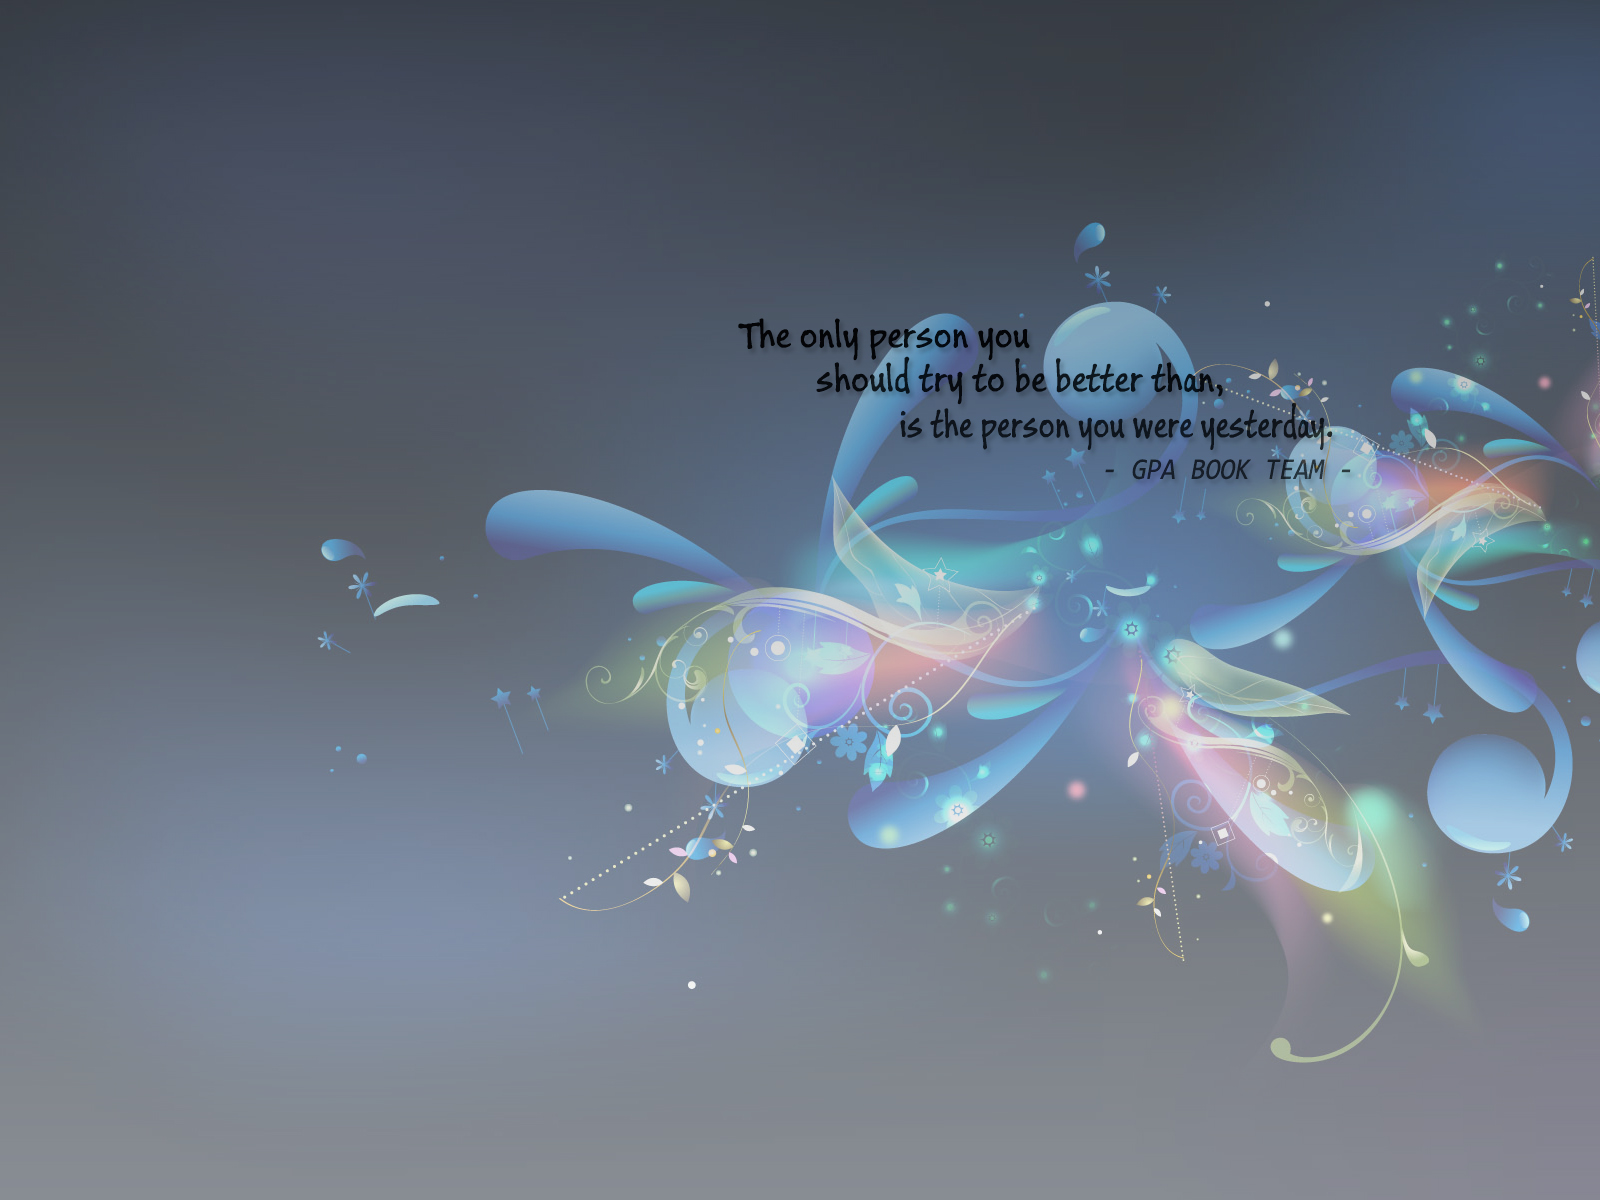 The only person you
should try to be better than,
is the person you were yesterday.
- GPA BOOK TEAM -